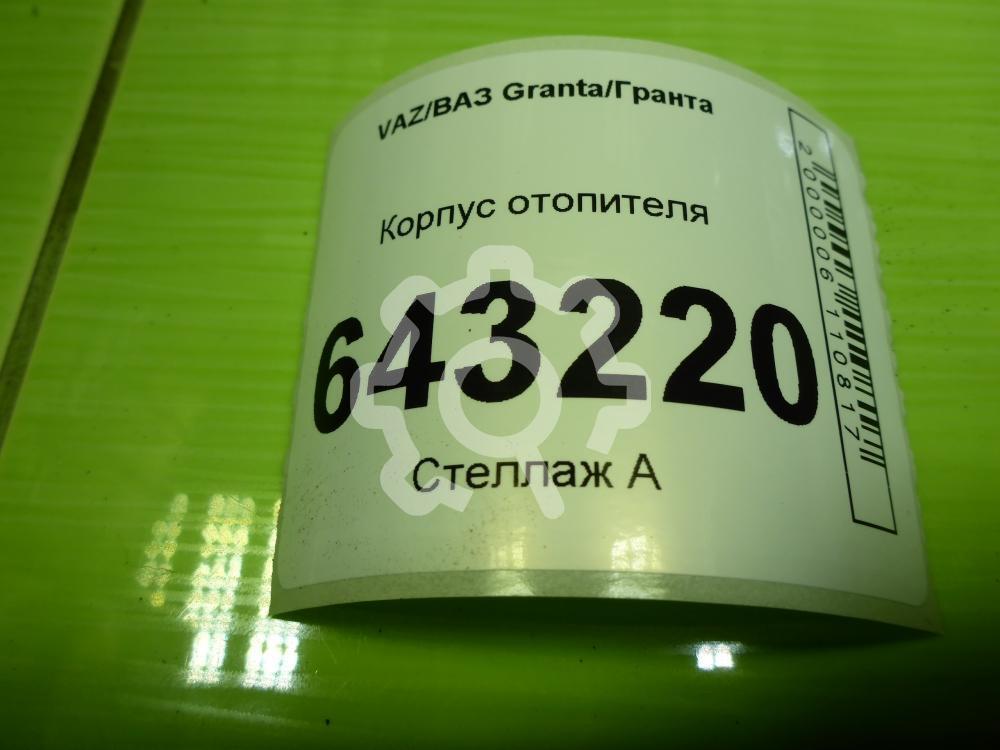 VAZ/ВАЗ Granta/Гранта
Корпус отопителя
643220
Стеллаж А
2000006110817